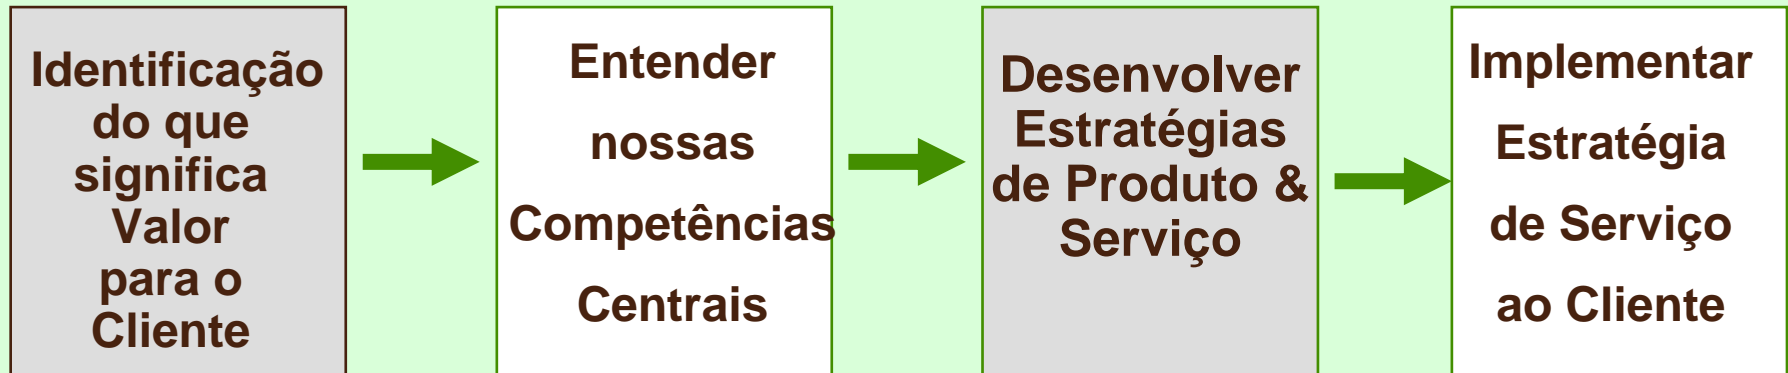 Identificação
do que
significa
Valor
para o
Cliente
Entender
nossas
Competências
Centrais
Desenvolver
Estratégias
de Produto &
Serviço
Implementar
Estratégia
de Serviço
ao Cliente